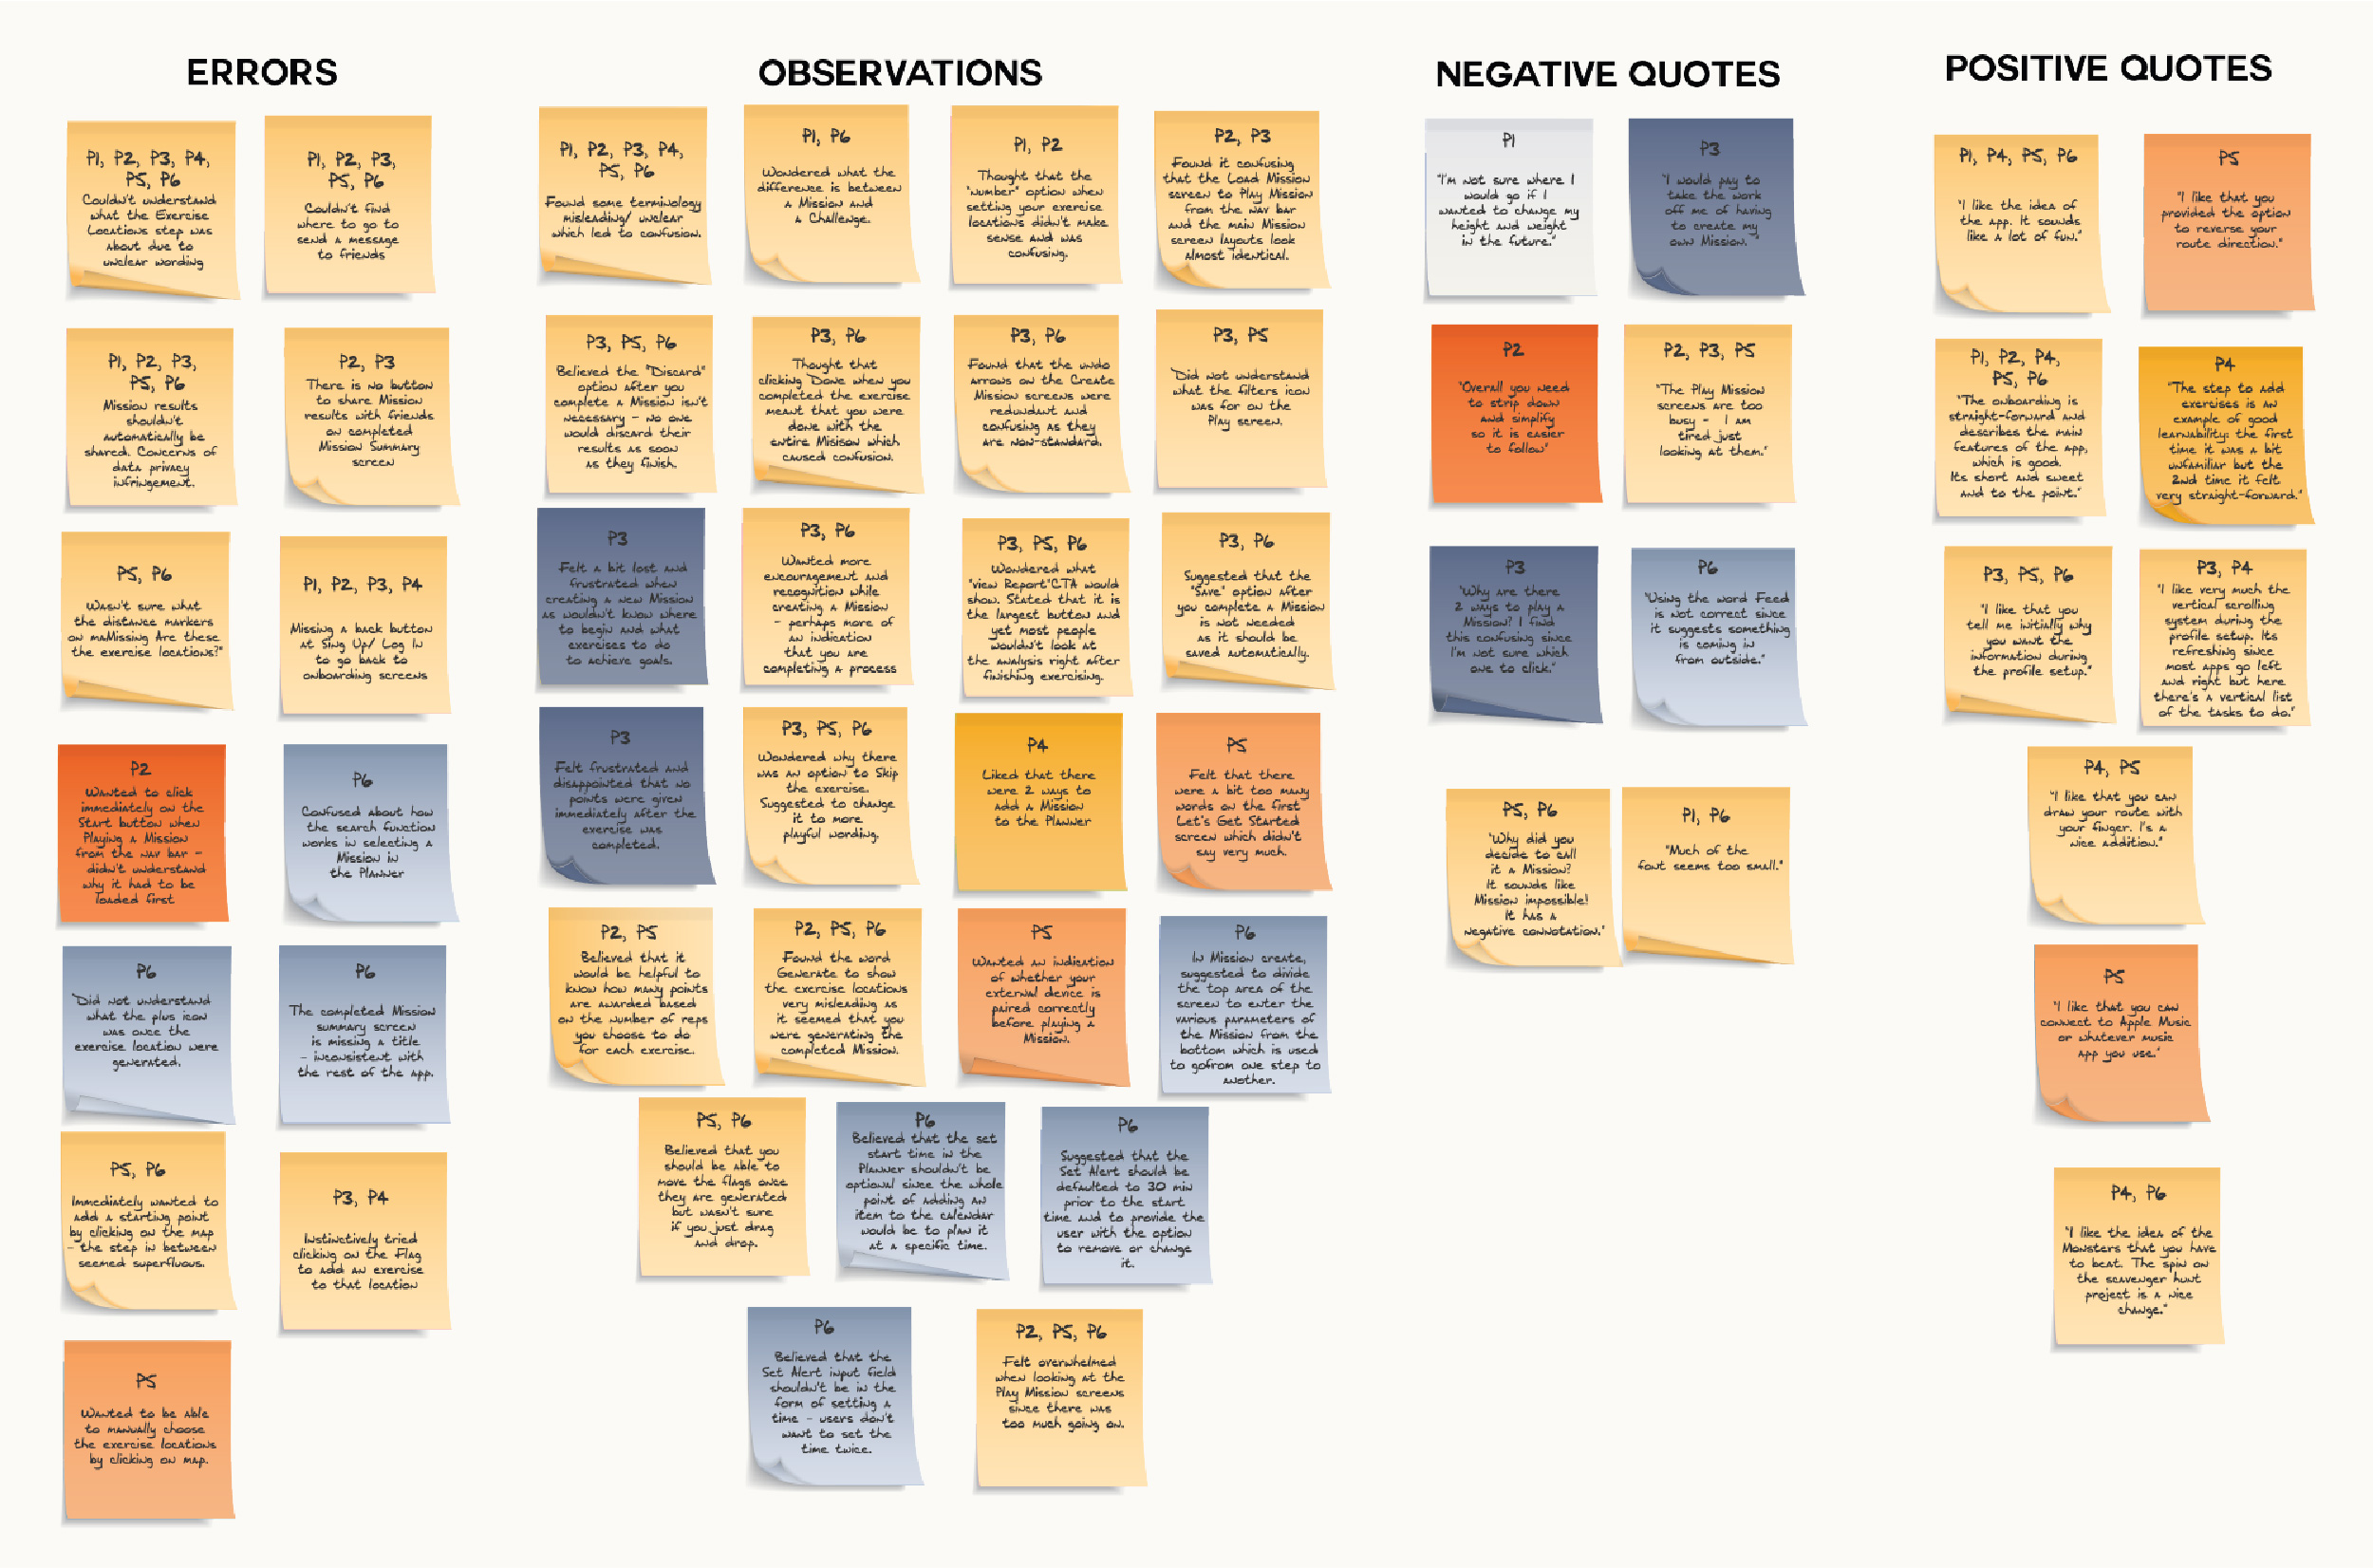 ERRORS
P1, P2, P3, P4,
P5, P6
Couldn't understand
what the Exercise
Locations step was
about due to
unclear wording
P1, P2, P3,
P5, P6
Couldn't find
where to go to
send a message
to friends
P1, P2, P3,
P5, P6
Mission results
shouldn't
automatically be
shared. Concerns of
data privacy
infringement.
P2, P3
There is no button
to share Mission
results with friends
on completed
Mission Summary
screen
P5, P6
Wasn't sure what
the distance markers
on maMissing Are these
the exercise locations?"
P1, P2, P3, P4
Missing a back button
at Sing Up/ Log In
to go back to
onboarding screens
P2
Wanted to click
immediately on the
Start button when
Playing a Mission
from the nav bar -
didn't understand
why it had to be
loaded first
P6
Confused about how
the search function
works in selecting a
Mission in
the Planner
P6
Did not understand
what the plus icon
was once the
exercise location were
generated.
P6
The completed Mission
summary screen
is missing a title
- inconsistent with
the rest of the app.
P5, P6
Immediately wanted to
add a starting point
by clicking on the map
- the step in between
seemed superfluous.
P3, P4
Instinctively tried
clicking on the Flag
to add an exercise
to that location
P5
Wanted to be able
to manually choose
the exercise locations
by clicking on map.
OBSERVATIONS
P1, P2, P3, P4,
P5, P6
Found some terminology
misleading/ unclear
which led to confusion.
P1, P6
Wondered what the
difference is between
a Mission and
a Challenge.
P1, P2
Thought that the
"number" option when
setting your exercise
locations didn't make
sense and was
confusing.
P2, P3
Found it confusing
that the Load Mission
screen to Play Mission
from the nav bar
and the main Mission
screen layouts look
almost identical.
P3, P5, P6
Believed the "Discard"
option after you
complete a Mission isn't
necessary - no one
would discard their
results as soon
as they finish.
P3, P6
Thought that
clicking Done when you
completed the exercise
meant that you were
done with the
entire Misison which
caused confusion.
P3, P6
Found that the undo
arrows on the Create
Mission screens were
redundant and
confusing as they
are non-standard.
P3, P5
Did not understand
what the filters icon
was for on the
Play screen.
P3
Felt a bit lost and
frustrated when
creating a new Mission
as wouldn't know where
to begin and what
exercises to do
to achieve goals.
P3, P6
Wanted more
encouragement and
recognition while
creating a Mission
- perhaps more of
an indication
that you are
completing a process
P3, P5, P6
Wondered what
"view Report"CTA would
show. Stated that it is
the largest button and
yet most people
wouldn't look at
the analysis right after
finishing exercising.
P3, P6
Suggested that the
"Save" option after
you complete a Mission
is not needed
as it should be
saved automatically.
P3
Felt frustrated and
disappointed that no
points were given
immediately after the
exercise was
completed.
P3, P5, P6
Wondered why there
was an option to Skip
the exercise.
Suggested to change
it to more
playful wording.
P4
Liked that there
were 2 ways to
add a Mission
to the Planner
P5
Felt that there
were a bit too many
words on the first
Let's Get Started
screen which didn't
say very much.
P2, P5
Believed that it
would be helpful to
know how many points
are awarded based
on the number of reps
you choose to do
for each exercise.
P2, P5, P6
Found the word
Generate to show
the exercise locations
very misleading as
it seemed that you
were generating the
completed Mission.
P5
Wanted an indication
of whether your
external device is
paired correctly
before playing a
Mission.
P6
In Mission create,
suggested to divide
the top area of the
screen to enter the
various parameters of
the Mission from the
bottom which is used
to gofrom one step to
another.
P5, P6
Believed that you
should be able to
move the flags once
they are generated
but wasn't sure
if you just drag
and drop.
P6
Believed that the set
start time in the
Planner shouldn't be
optional since the whole
point of adding an
item to the calendar
would be to plan it
at a specific time.
P6
Suggested that the
Set Alert should be
defaulted to 30 min
prior to the start
time and to provide the
user with the option
to remove or change
it.
P6
Believed that the
Set Alert input field
shouldn't be in the
form of setting a
time - users don't
want to set the
time twice.
P2, P5, P6
Felt overwhelmed
when looking at the
Play Mission screens
since there was
too much going on.
NEGATIVE QUOTES
P1
"I'm not sure where I
would go if I
wanted to change my
height and weight
in the future."
P3
"I would pay to
take the work
off me of having
to create my
own Mission."
P2
"Overall you need
to strip down
and simplify
so it is easier
to follow"
P2, P3, P5
"The Play Mission
screens are too
busy - I am
tired just
looking at them."
P3
"Why are there
2 ways to play a
Mission? I find
this confusing since
I'm not sure which
one to click."
P6
"Using the word Feed
is not correct since
it suggests something
is coming in
from outside."
P5, P6
"Why did you
decide to call
it a Mission?
It sounds like
Mission impossible!
It has a
negative connotation."
P1, P6
"Much of the
font seems too small."
POSITIVE QUOTES
P1, P4, P5, P6
"I like the idea of
the app. It sounds
like a lot of fun."
P5
"I like that you
provided the option
to reverse your
route direction."
P1, P2, P4,
P5, P6
"The onboarding is
straight-forward and
describes the main
features of the app,
which is good.
Its short and sweet
and to the point."
P4
"The step to add
exercises is an
example of good
learnability: the first
time it was a bit
unfamiliar but the
2nd time it felt
very straight-forward."
P3, P5, P6
"I like that you
tell me initially why
you want the
information during
the profile setup."
P3, P4
"I like very much the
vertical scrolling
system during the
profile setup. Its
refreshing since
most apps go left
and right but here
there's a vertical list
of the tasks to do."
P4, P5
"I like that you can
draw your route with
your finger. I's a
nice addition."
P5
"I like that you can
connect to Apple Music
or whatever music
app you use."
P4, P6
"I like the idea of the
Monsters that you have
to beat. The spin on
the scavenger hunt
project is a nice
change."